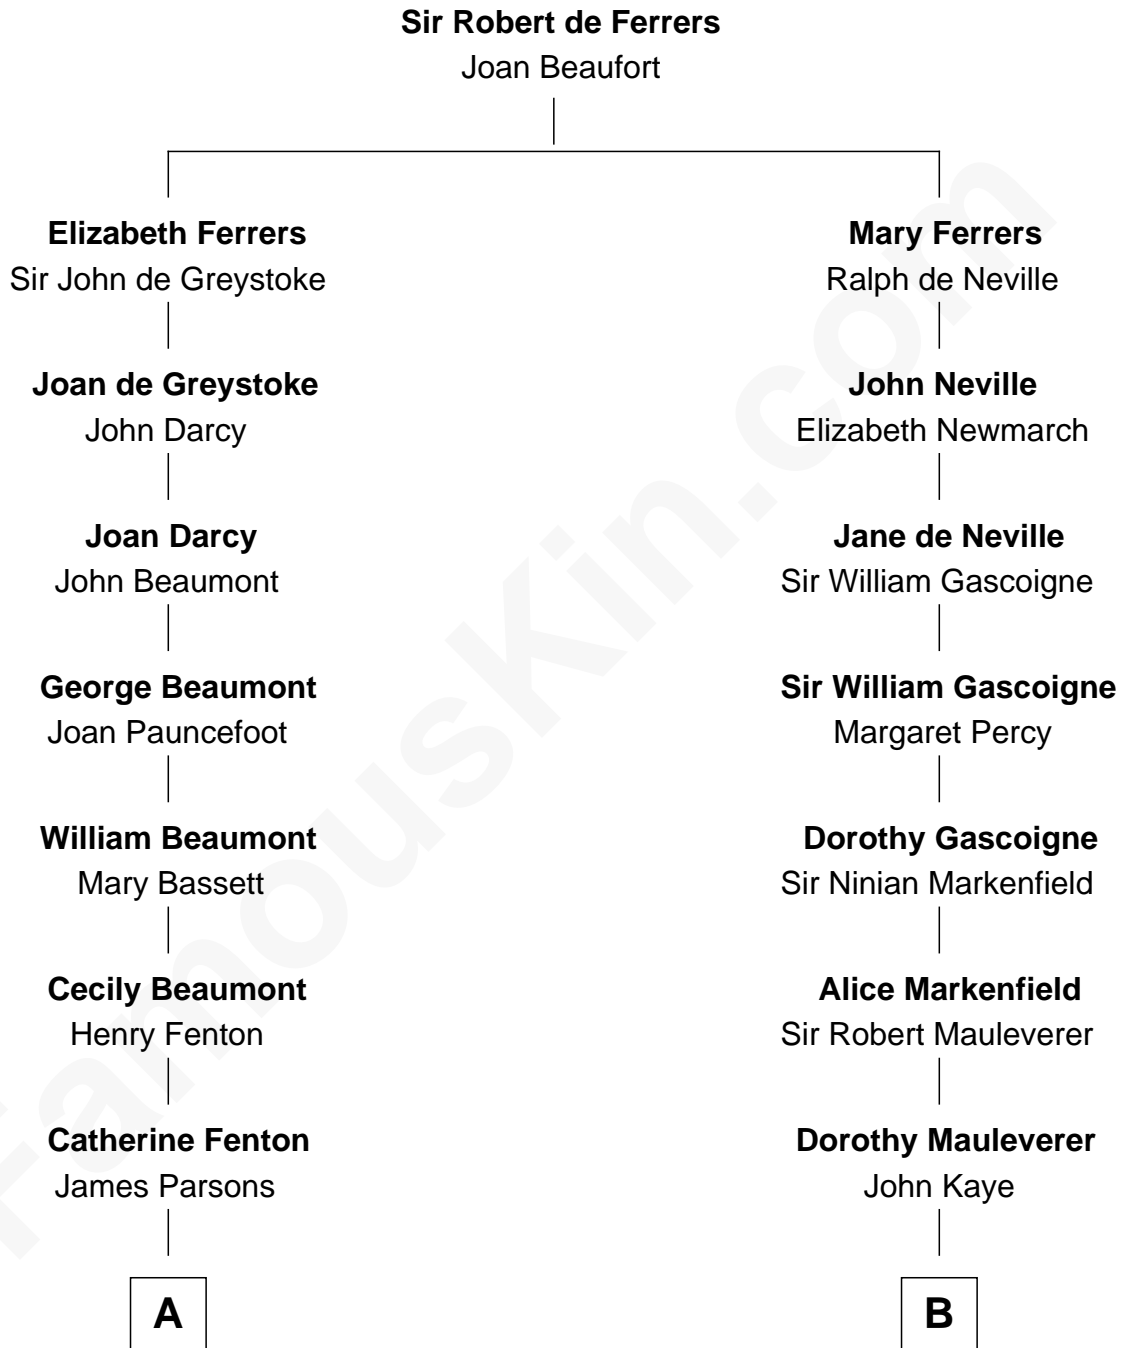 Sir Robert de Ferrers
Joan Beaufort
Elizabeth Ferrers
Sir John de Greystoke
Mary Ferrers
Ralph de Neville
Joan de Greystoke
John Darcy
John Neville
Elizabeth Newmarch
Joan Darcy
John Beaumont
Jane de Neville
Sir William Gascoigne
George Beaumont
Joan Pauncefoot
Sir William Gascoigne
Margaret Percy
William Beaumont
Mary Bassett
Dorothy Gascoigne
Sir Ninian Markenfield
Cecily Beaumont
Henry Fenton
Alice Markenfield
Sir Robert Mauleverer
Catherine Fenton
James Parsons
Dorothy Mauleverer
John Kaye
A
B
FamousKin.com